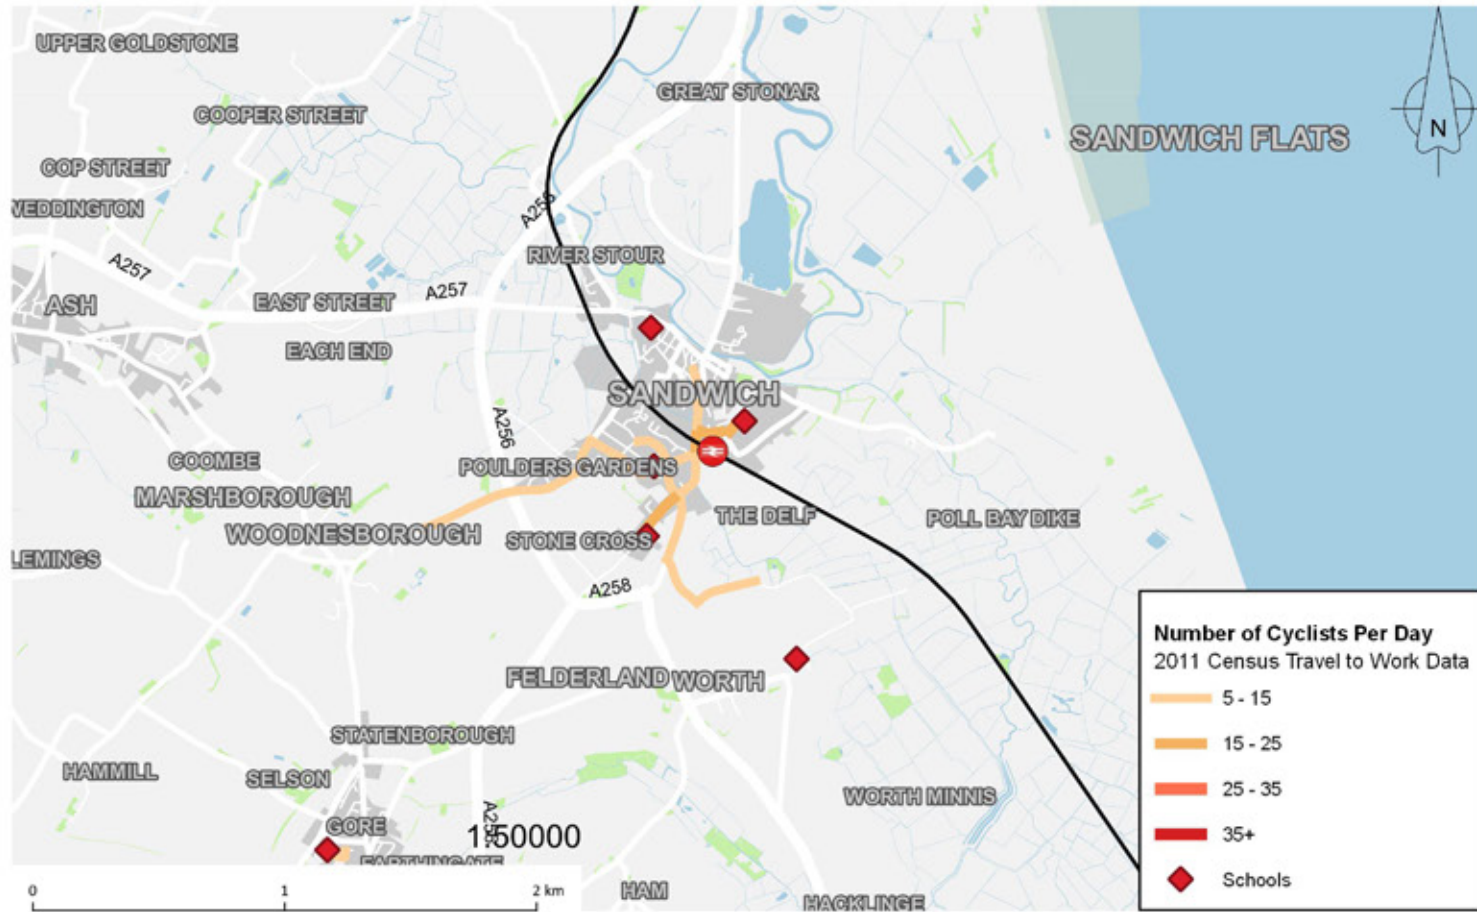 UPPER GOLDSTONE
GREAT STONAR
COOPER STREET
SANDWICH FLATS
N
COP STREET
WEDDINGTON
A256
RIVER STOUR
A257
ASH
EAST STREET
A257
EACH END
SANDWICH
A256
COOMBE
POULDERS GARDENS
MARSHBOROUGH
WOODNESBOROUGH
STONE CROSS
THE DELF
POLL BAY DIKE
LEMINGS
A258
FELDERLAND
WORTH
STATENBOROUGH
HAMMILL
SELSON
WORTH MINNIS
GORE
1:50000
HAM
HACKLINGE
0
1
2 km
Number of Cyclists Per Day
2011 Census Travel to Work Data
5 - 15
15 - 25
25 - 35
35+
Schools